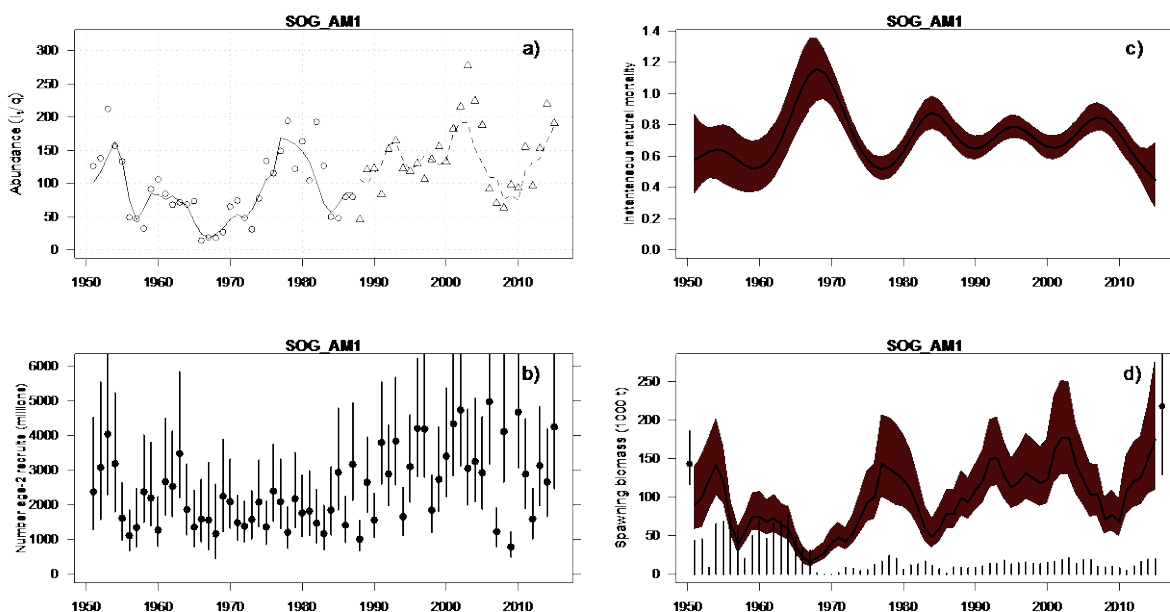 SOG_AM1
a)
Abundance (It/ q)
300
250
200
150
100
50
0
1950 1960 1970 1980 1990 2000 2010
SOG_AM1
c)
Instantaneous natural mortality
1.4
1.2
1.0
0.8
0.6
0.4
0.2
0.0
1950 1960 1970 1980 1990 2000 2010
SOG_AM1
b)
Number age-2 recruits (millions)
6000
5000
4000
3000
2000
1000
0
1950 1960 1970 1980 1990 2000 2010
SOG_AM1
d)
Spawning biomass (1000 t)
250
200
150
100
50
0
1950 1960 1970 1980 1990 2000 2010